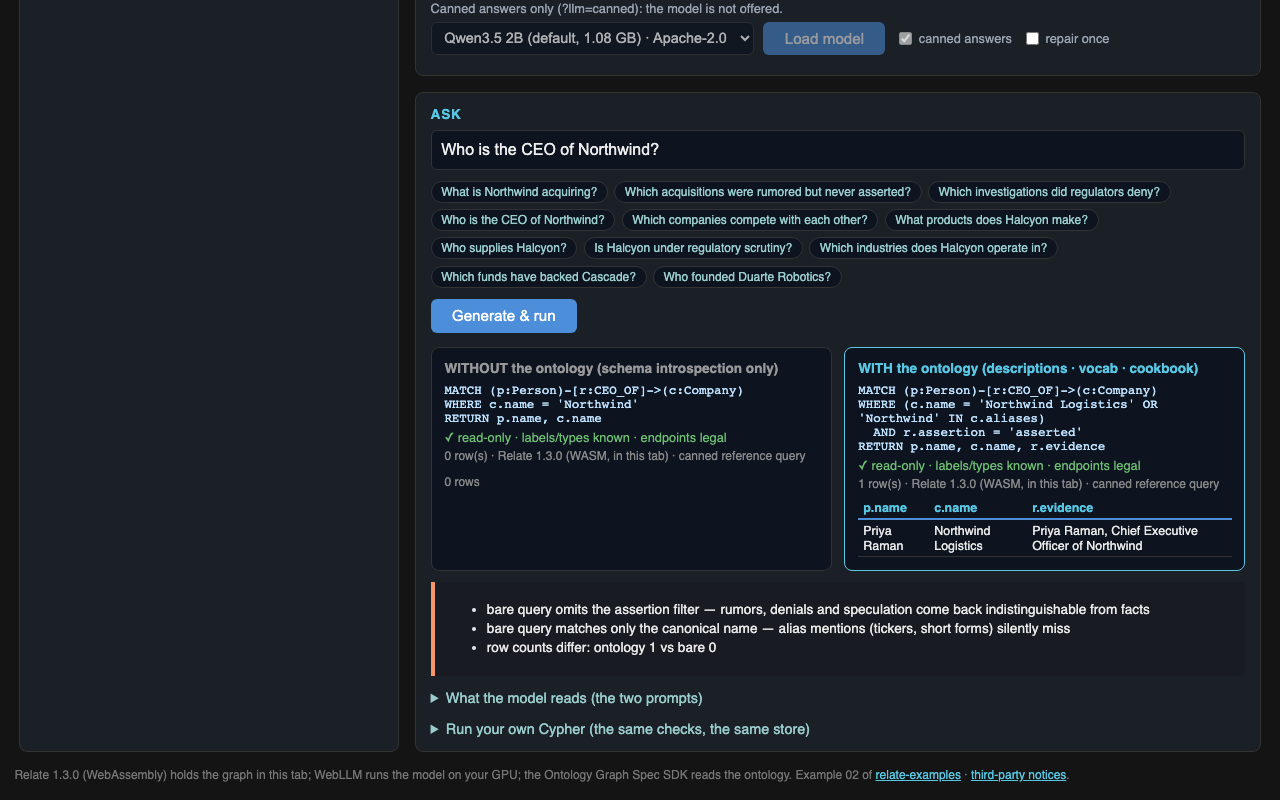 Canned answers only (?llm=canned): the model is not offered.
Qwen3.5 2B (default, 1.08 GB) · Apache-2.0
Load model
canned answers
repair once
ASK
Who is the CEO of Northwind?
What is Northwind acquiring?
Which acquisitions were rumored but never asserted?
Which investigations did regulators deny?
Who is the CEO of Northwind?
Which companies compete with each other?
What products does Halcyon make?
Who supplies Halcyon?
Is Halcyon under regulatory scrutiny?
Which industries does Halcyon operate in?
Which funds have backed Cascade?
Who founded Duarte Robotics?
Generate & run
WITHOUT the ontology (schema introspection only)
MATCH (p:Person)-[r:CEO_OF]->(c:Company)
WHERE c.name = 'Northwind'
RETURN p.name, c.name
✓ read-only · labels/types known · endpoints legal
0 row(s) · Relate 1.3.0 (WASM, in this tab) · canned reference query
0 rows
WITH the ontology (descriptions · vocab · cookbook)
MATCH (p:Person)-[r:CEO_OF]->(c:Company)
WHERE (c.name = 'Northwind Logistics' OR
'Northwind' IN c.aliases)
AND r.assertion = 'asserted'
RETURN p.name, c.name, r.evidence
✓ read-only · labels/types known · endpoints legal
1 row(s) · Relate 1.3.0 (WASM, in this tab) · canned reference query
p.name c.name r.evidence
Priya Northwind Priya Raman, Chief Executive
Raman Logistics Officer of Northwind
• bare query omits the assertion filter — rumors, denials and speculation come back indistinguishable from facts
• bare query matches only the canonical name — alias mentions (tickers, short forms) silently miss
• row counts differ: ontology 1 vs bare 0
▶ What the model reads (the two prompts)
▶ Run your own Cypher (the same checks, the same store)
Relate 1.3.0 (WebAssembly) holds the graph in this tab; WebLLM runs the model on your GPU; the Ontology Graph Spec SDK reads the ontology. Example 02 of relate-examples · third-party notices.